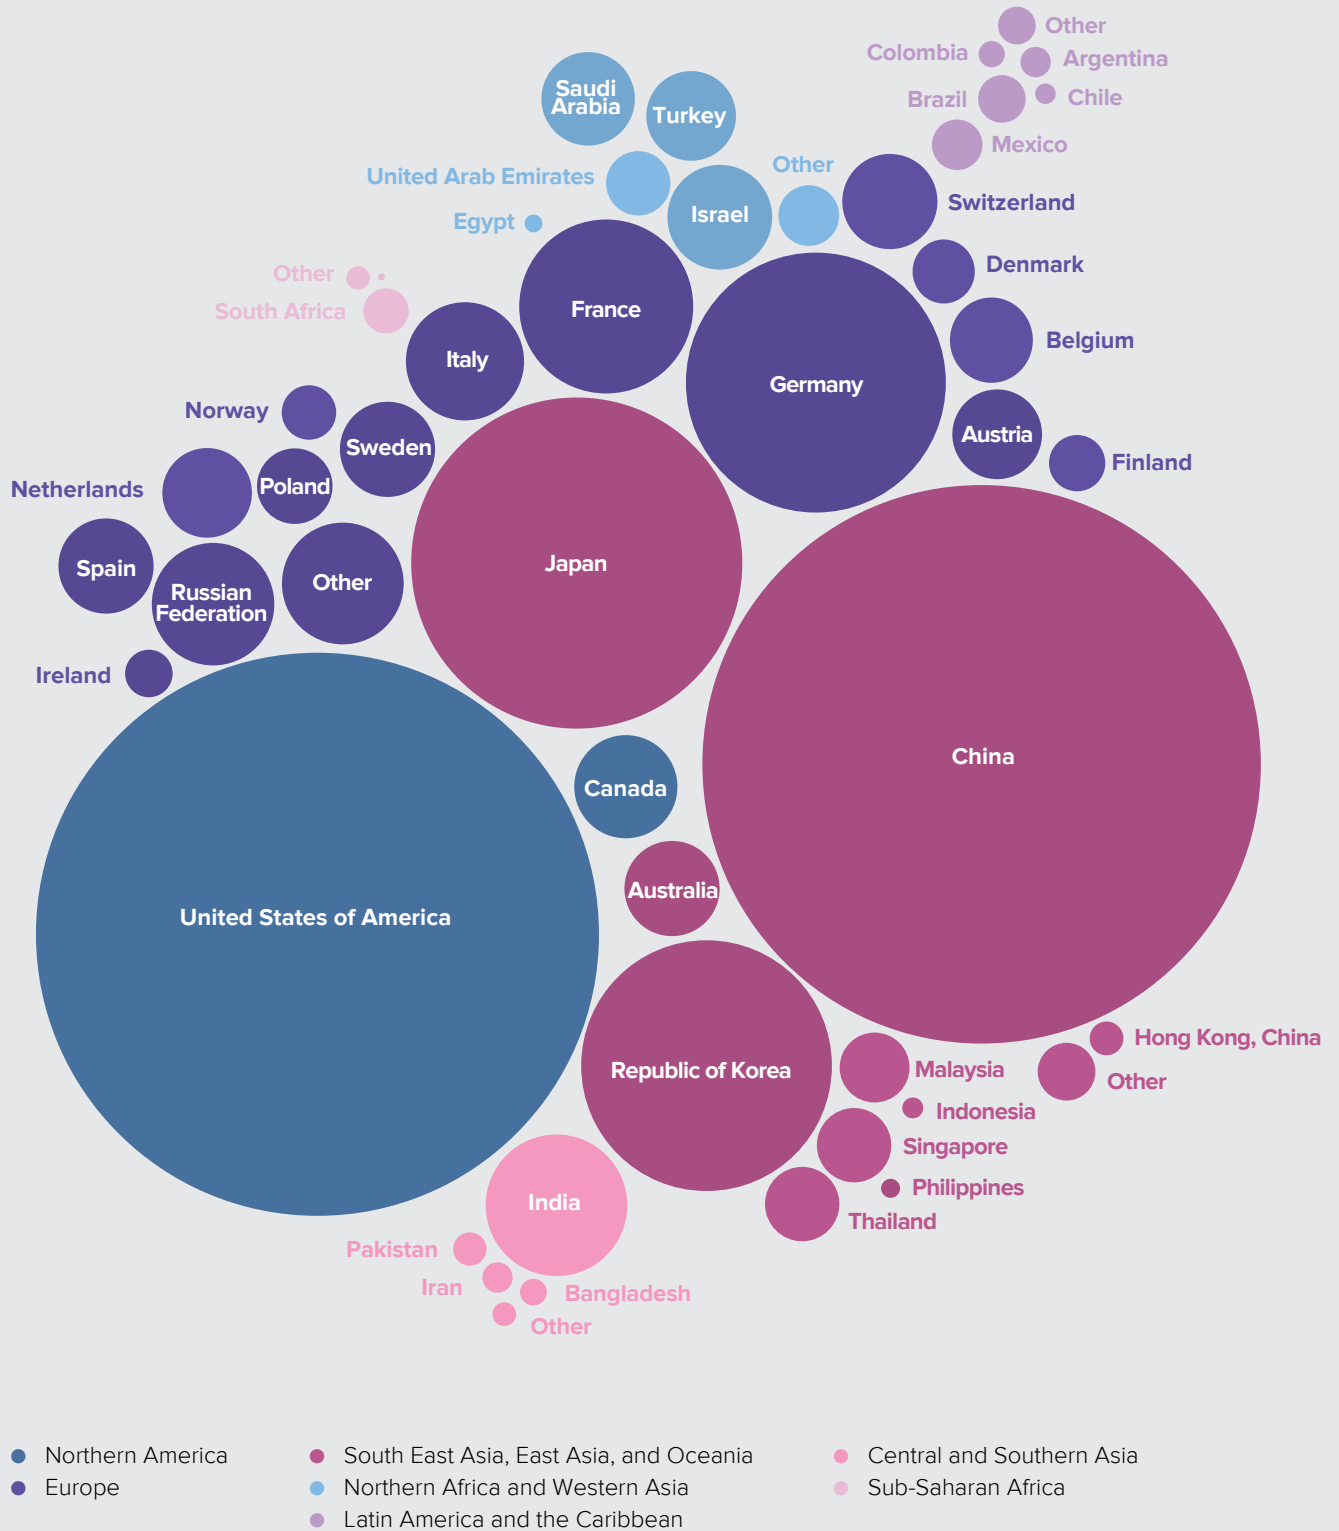 Other
Colombia
Argentina
Brazil
Chile
Mexico
Saudi
Arabia
Turkey
United Arab Emirates
Other
Egypt
Israel
Switzerland
Denmark
Other
South Africa
France
Belgium
Italy
Germany
Norway
Sweden
Austria
Finland
Netherlands
Poland
Spain
Russian
Federation
Other
Japan
Ireland
China
Canada
Australia
United States of America
Republic of Korea
Hong Kong, China
Malaysia
Other
Indonesia
Singapore
Philippines
Thailand
India
Pakistan
Iran
Bangladesh
Other
Northern America
South East Asia, East Asia, and Oceania
Central and Southern Asia
Europe
Northern Africa and Western Asia
Sub-Saharan Africa
Latin America and the Caribbean